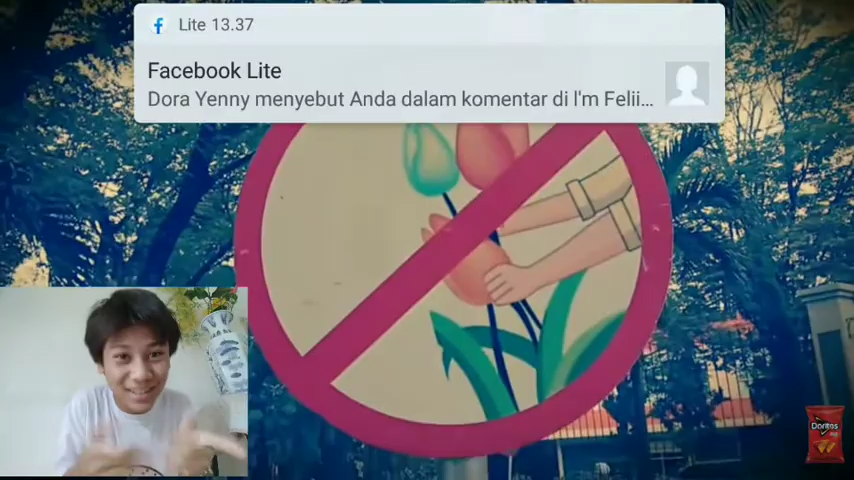 Lite 13.37
Facebook Lite
Dora Yenny menyebut Anda dalam komentar di I'm Felii...
Doritos